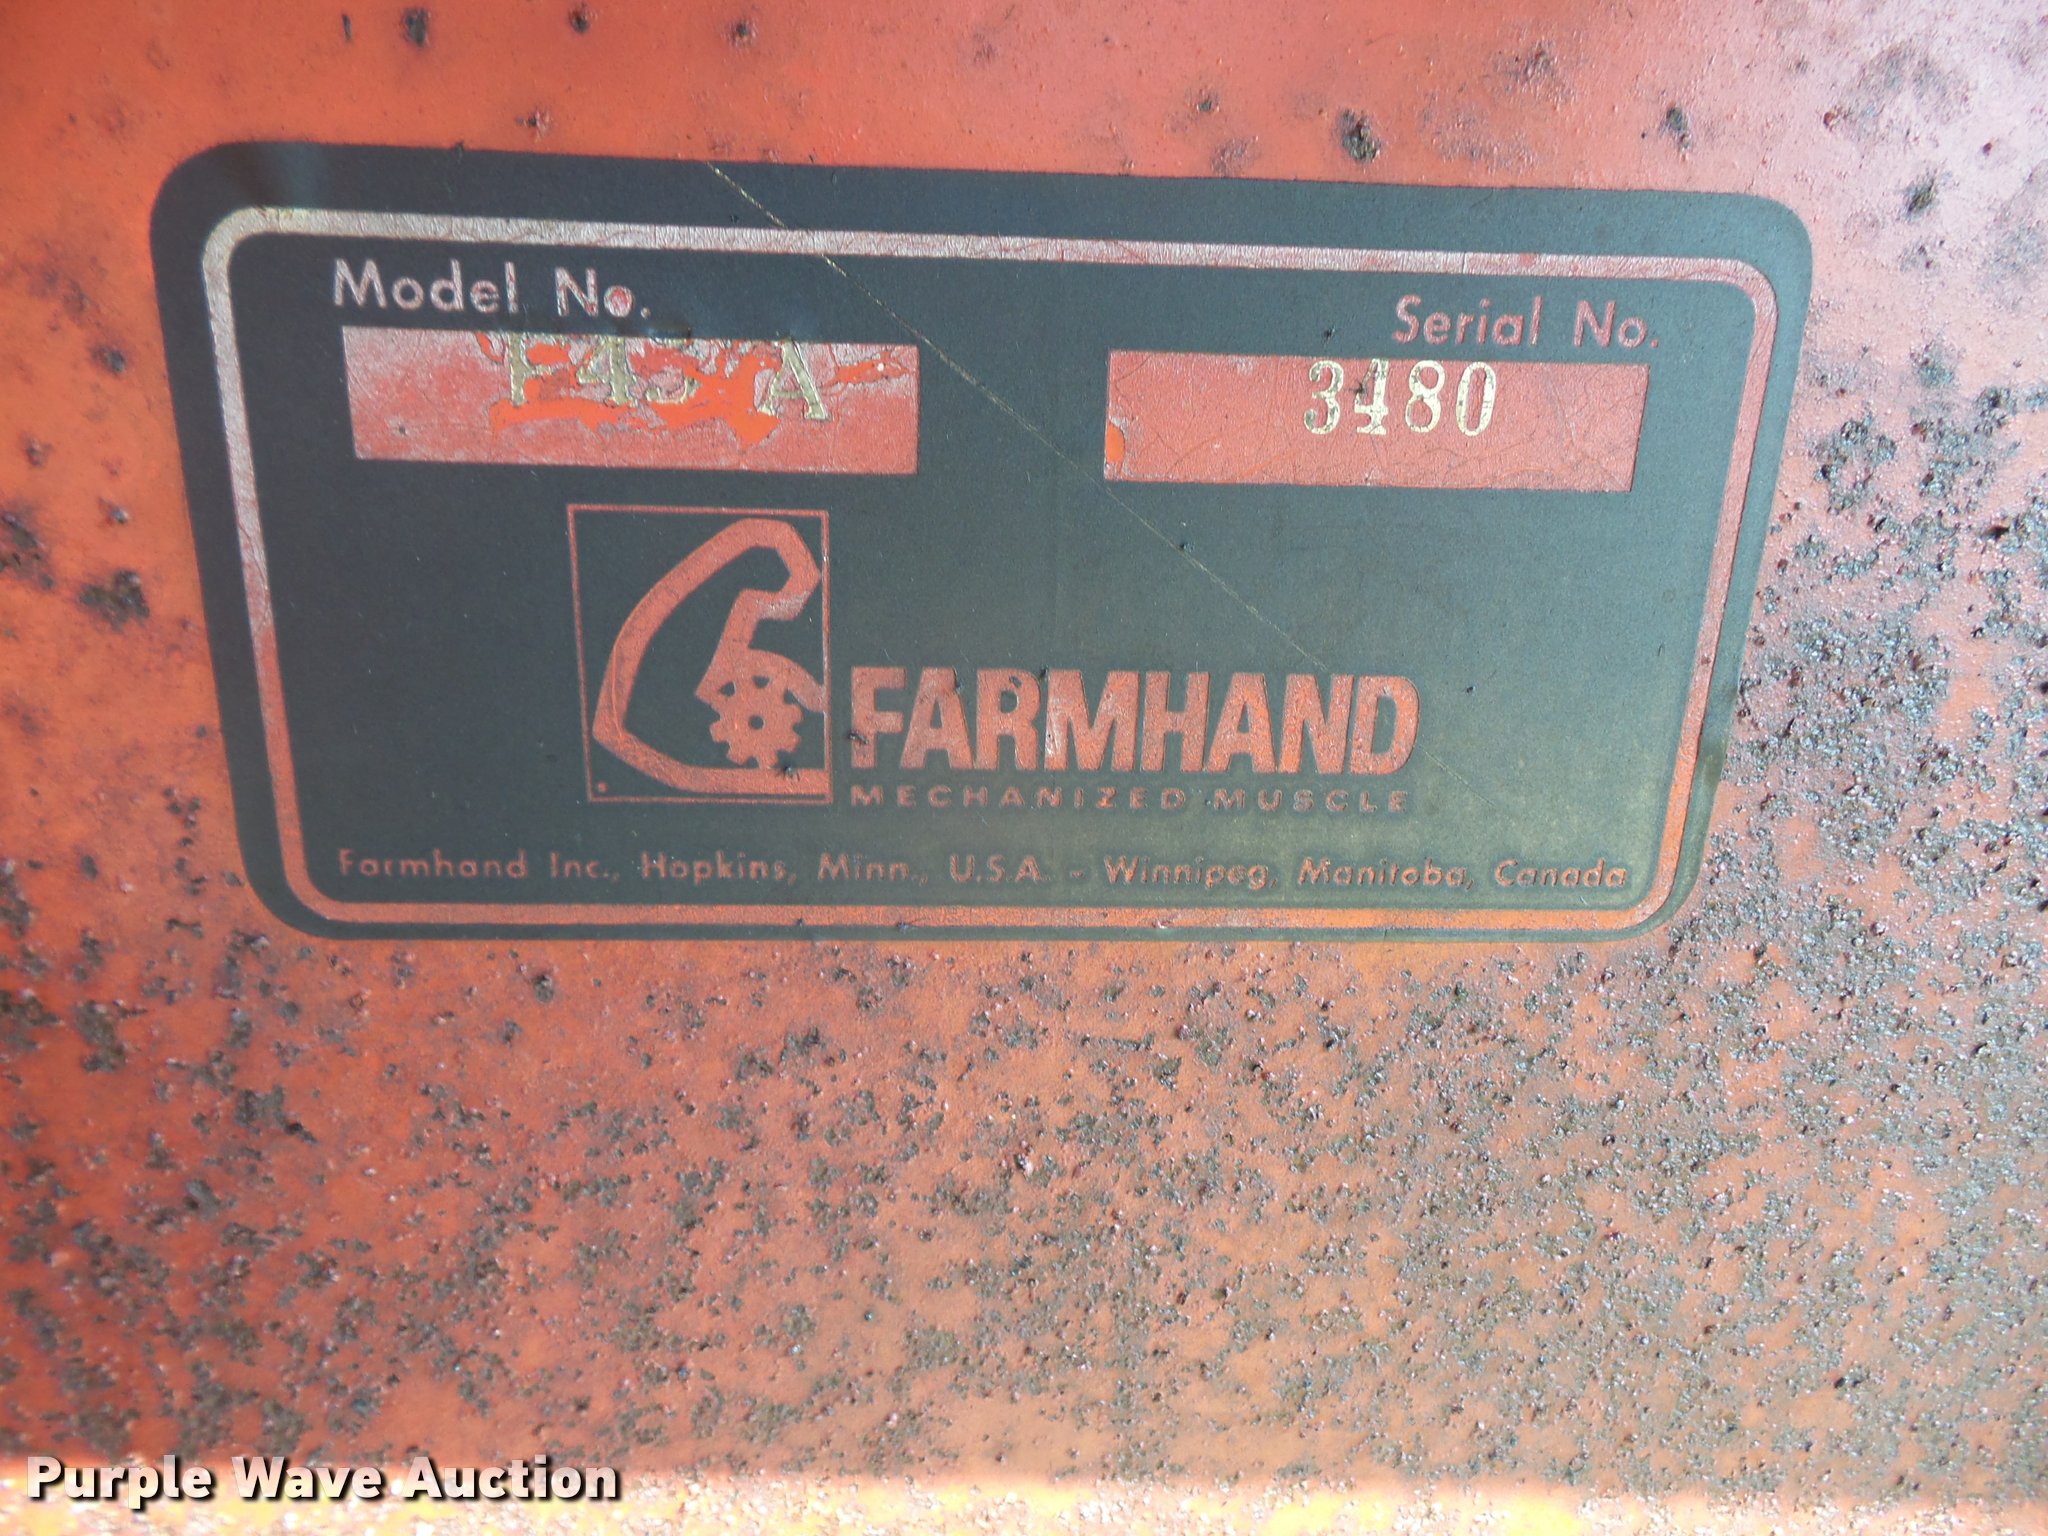 Model No.
Serial No.
3480
FARMHAND
MECHANIZED MUSCLE
Farmhand Inc., Hopkins, Minn., U.S.A. - Winnipeg, Manitoba, Canada
Purple Wave Auction